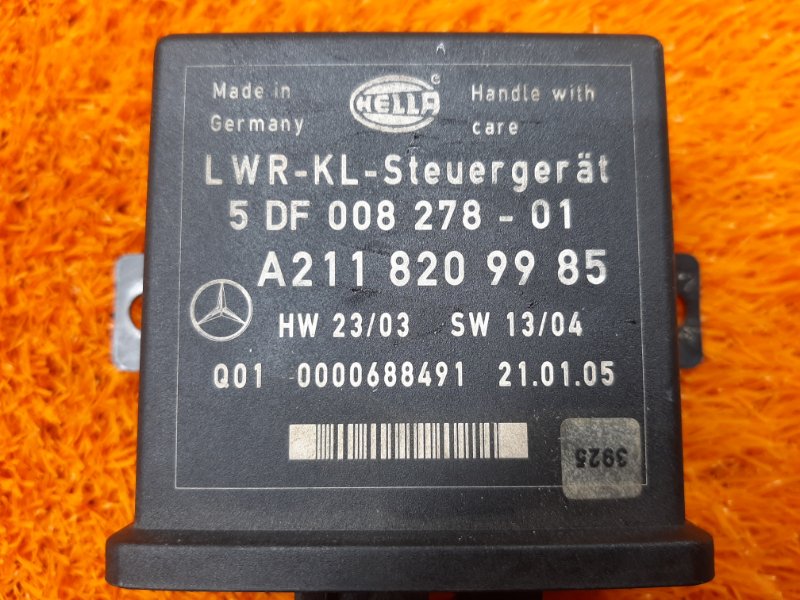 Made in
Germany
HELLA
©
Handle with
care
LWR-KL-Steuergerät
5 DF 008 278 - 01
A211 820 99 85
HW 23/03 SW 13/04
Q01 0000688491 21.01.05
3925